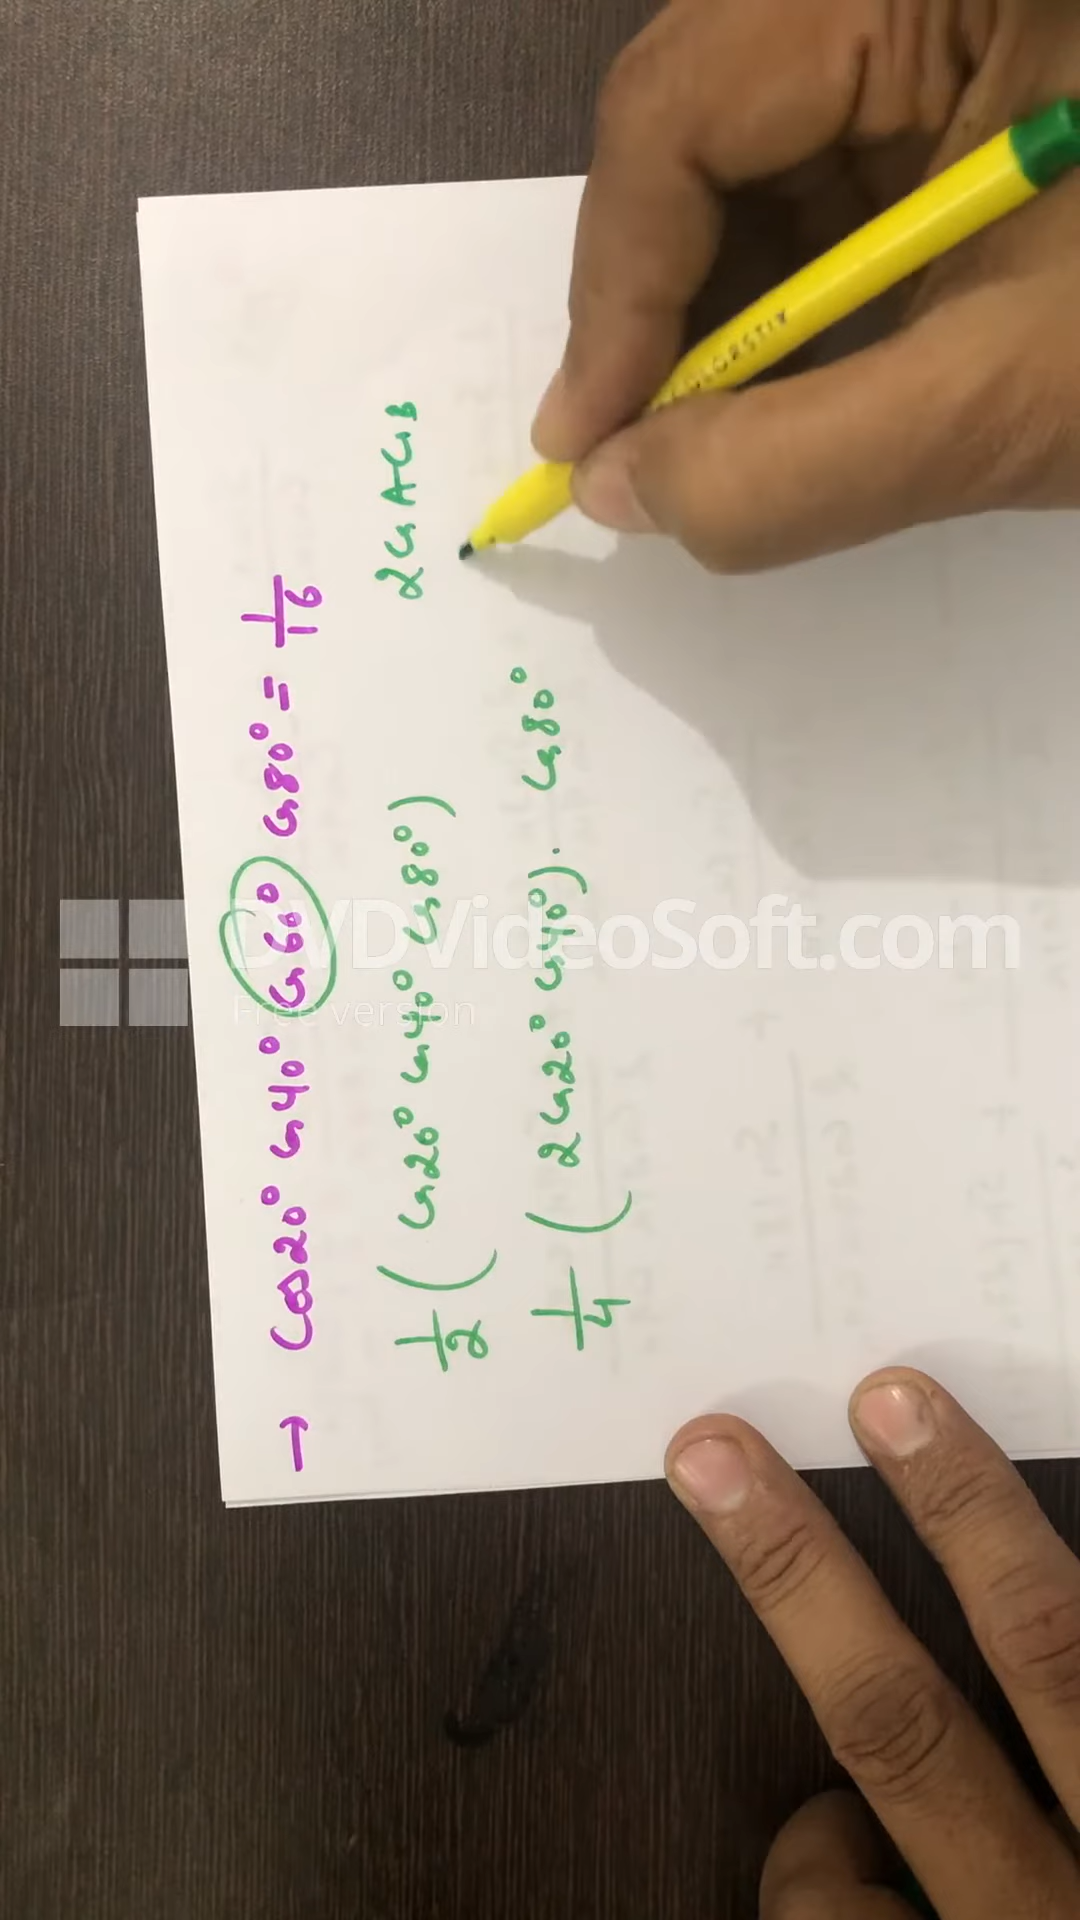 → Cos20° Cos40° Cos60° Cos80° = 1/16
1/2 (Cos20° Cos40° Cos80°)
2CosACosB
1/4 (2Cos20° Cos40°). Cos80°
COLORSTIX
DVDVideoSoft.com
Free version